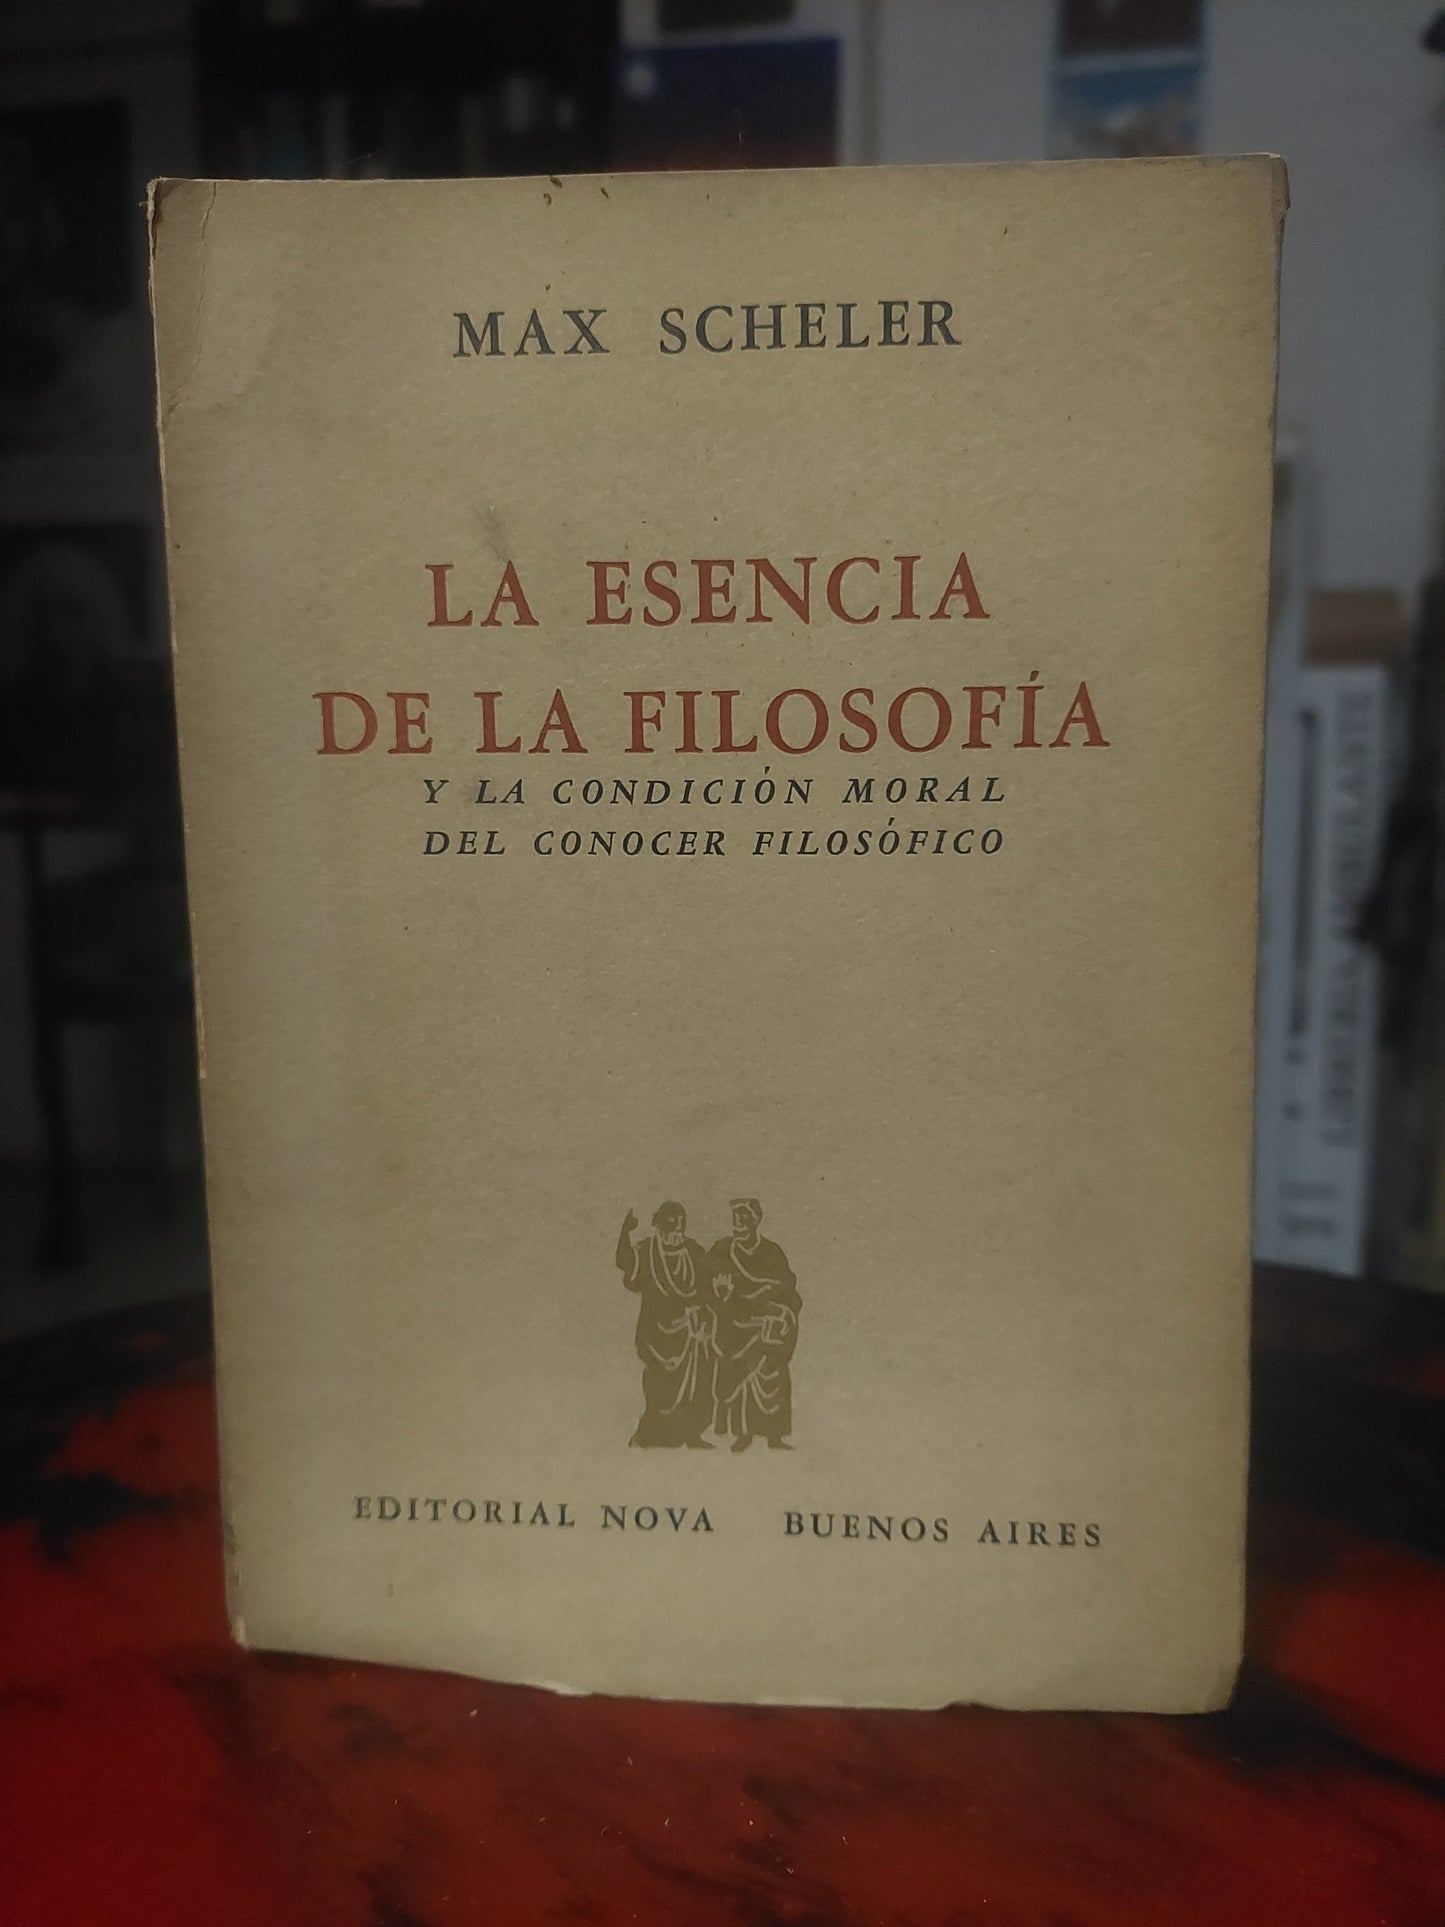 MAX SCHELER
LA ESENCIA
DE LA FILOSOFÍA
Y LA CONDICIÓN MORAL
DEL CONOCER FILOSÓFICO
EDITORIAL NOVA BUENOS AIRES